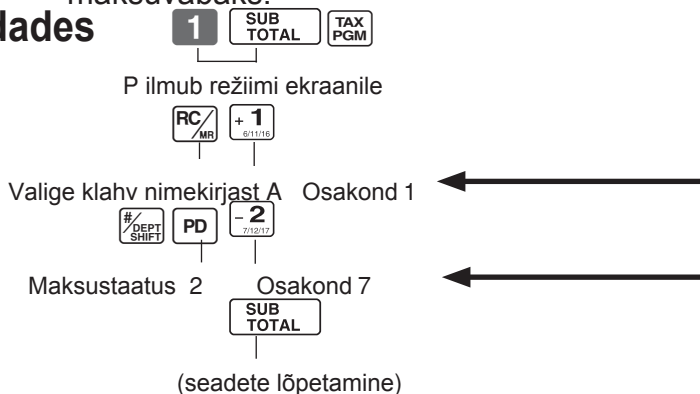 maksuvabaks.
dades
1 SUB TOTAL TAX PGM
P ilmub režiimi ekraanile
RC/MR + 1 6/11/16
Valige klahv nimekirjast A Osakond 1
#/DEPT SHIFT PD - 2 7/12/17
Maksustaatus 2 Osakond 7
SUB TOTAL
(seadete lõpetamine)